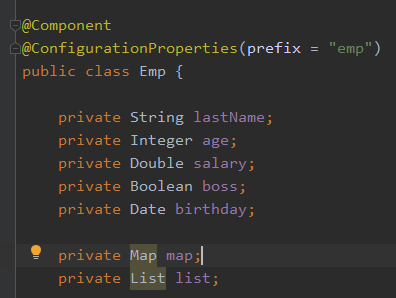 @Component
@ConfigurationProperties(prefix = "emp")
public class Emp {
private String lastName;
private Integer age;
private Double salary;
private Boolean boss;
private Date birthday;
private Map map;
private List list;